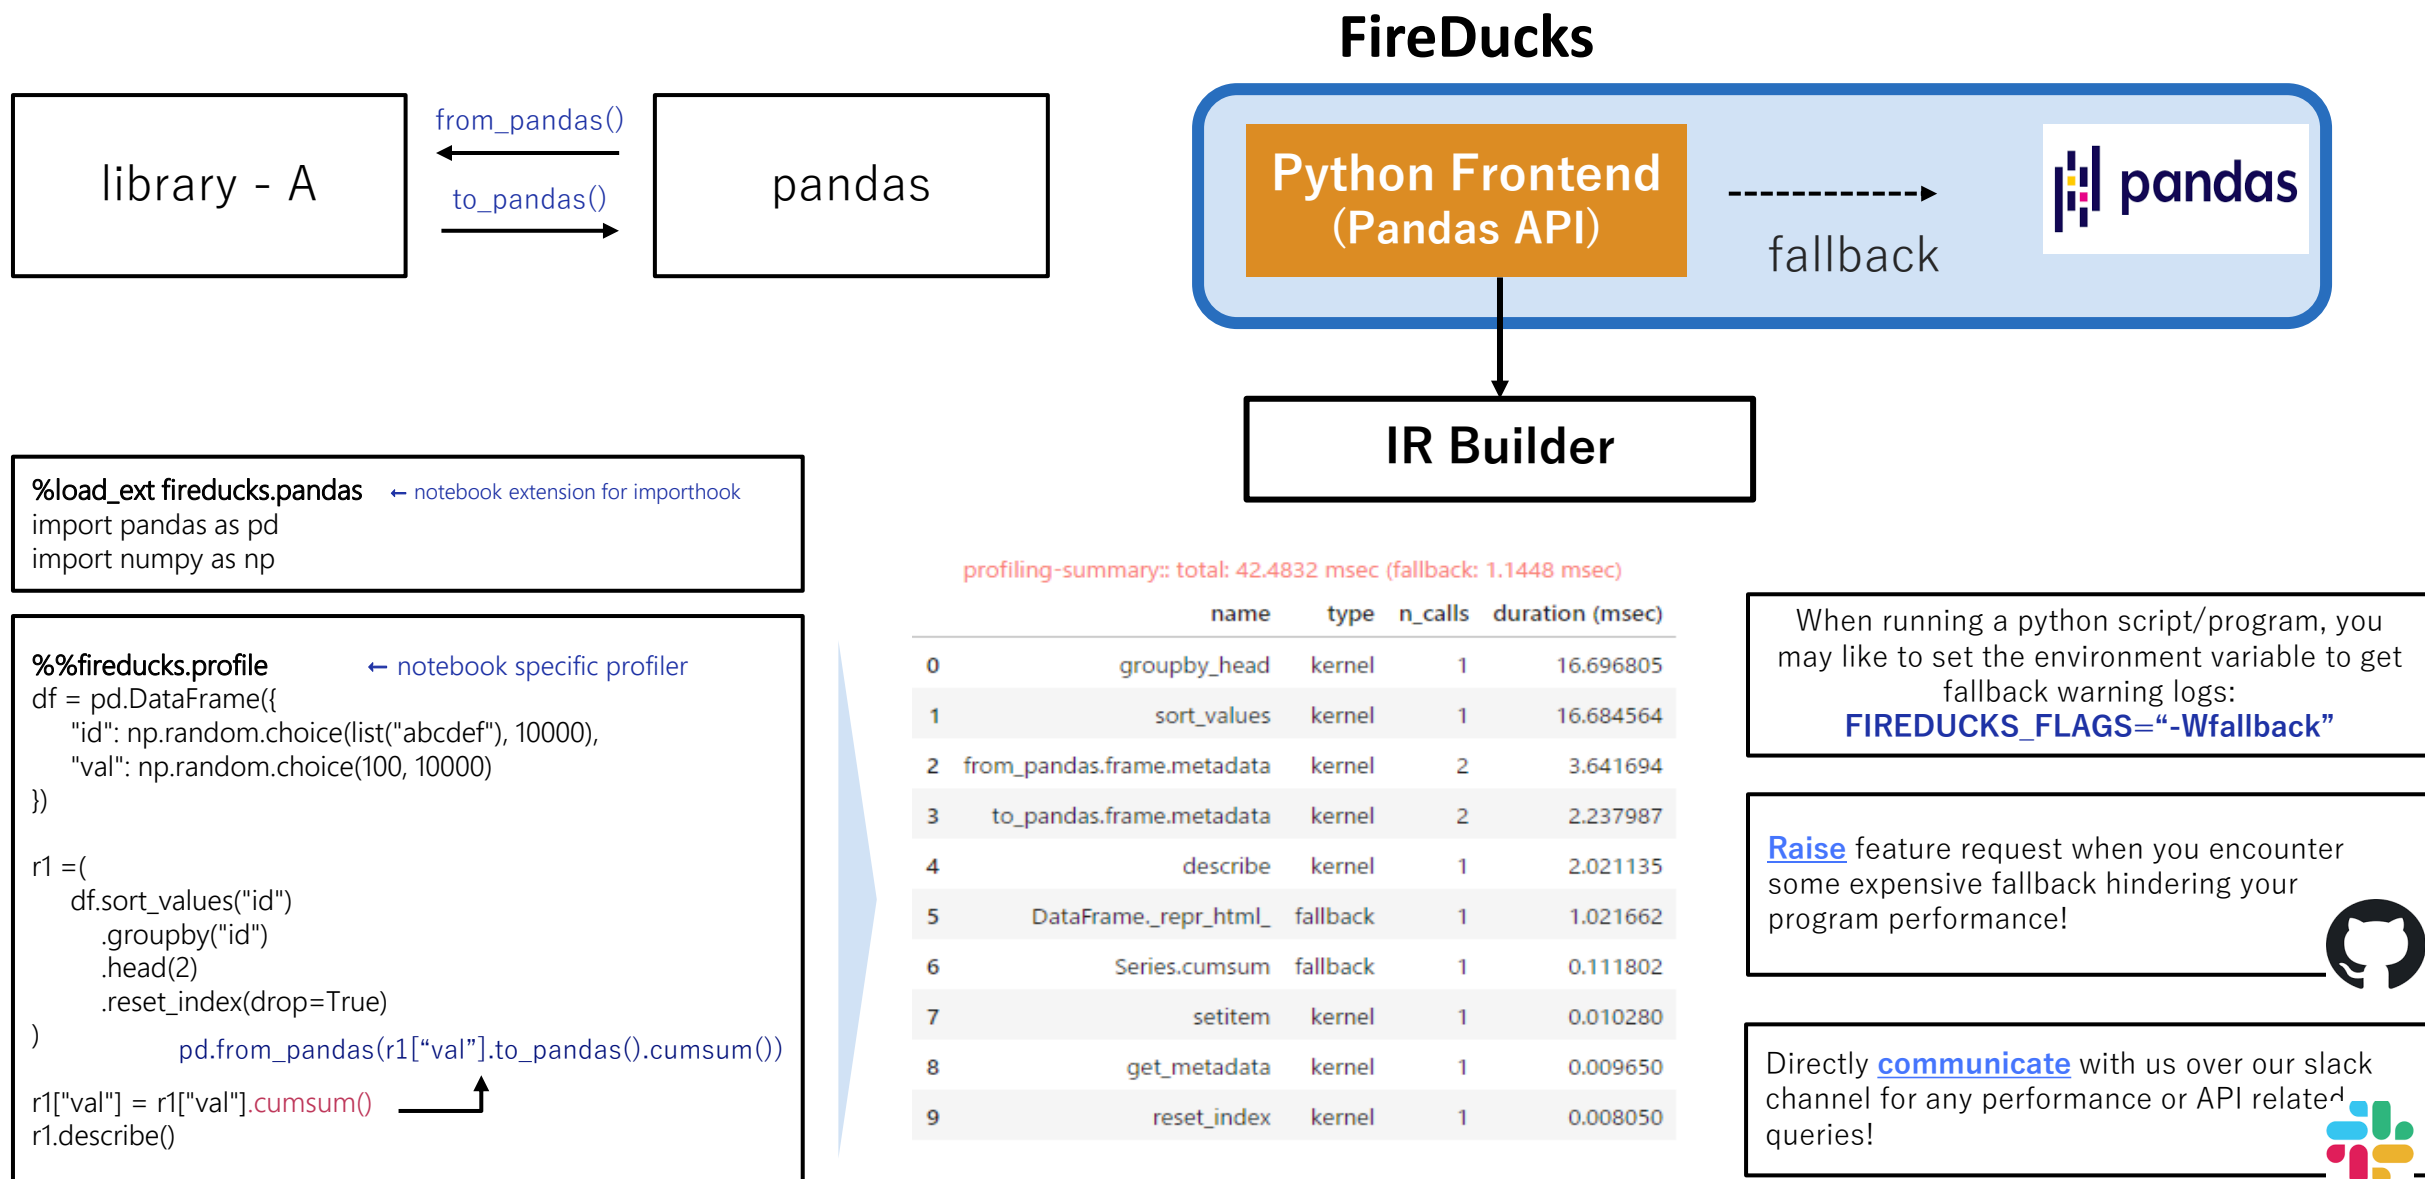 FireDucks
library - A
from_pandas()
to_pandas()
pandas
Python Frontend
(Pandas API)
fallback
pandas
IR Builder
%load_ext fireducks.pandas ← notebook extension for importhook
import pandas as pd
import numpy as np
%%fireducks.profile ← notebook specific profiler
df = pd.DataFrame({
"id": np.random.choice(list("abcdef"), 10000),
"val": np.random.choice(100, 10000)
})
r1 =(
df.sort_values("id")
.groupby("id")
.head(2)
.reset_index(drop=True)
)
pd.from_pandas(r1[“val”].to_pandas().cumsum())
r1["val"] = r1["val"].cumsum()
r1.describe()
profiling-summary:: total: 42.4832 msec (fallback: 1.1448 msec)
name type n_calls duration (msec)
0 groupby_head kernel 1 16.696805
1 sort_values kernel 1 16.684564
2 from_pandas.frame.metadata kernel 2 3.641694
3 to_pandas.frame.metadata kernel 2 2.237987
4 describe kernel 1 2.021135
5 DataFrame._repr_html_ fallback 1 1.021662
6 Series.cumsum fallback 1 0.111802
7 setitem kernel 1 0.010280
8 get_metadata kernel 1 0.009650
9 reset_index kernel 1 0.008050
When running a python script/program, you
may like to set the environment variable to get
fallback warning logs:
FIREDUCKS_FLAGS=“-Wfallback”
Raise feature request when you encounter
some expensive fallback hindering your
program performance!
Directly communicate with us over our slack
channel for any performance or API related
queries!